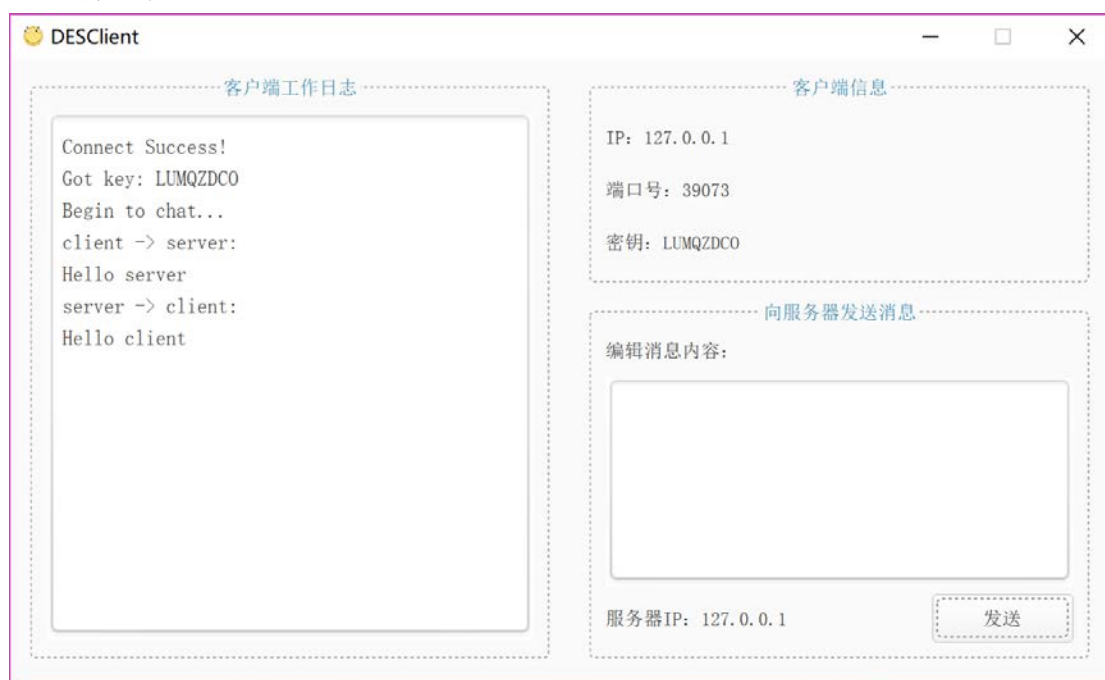 DESClient
客户端工作日志
Connect Success!
Got key: LUMQZDCO
Begin to chat...
client -> server:
Hello server
server -> client:
Hello client
客户端信息
IP: 127.0.0.1
端口号: 39073
密钥: LUMQZDCO
向服务器发送消息
编辑消息内容:
服务器IP: 127.0.0.1
发送